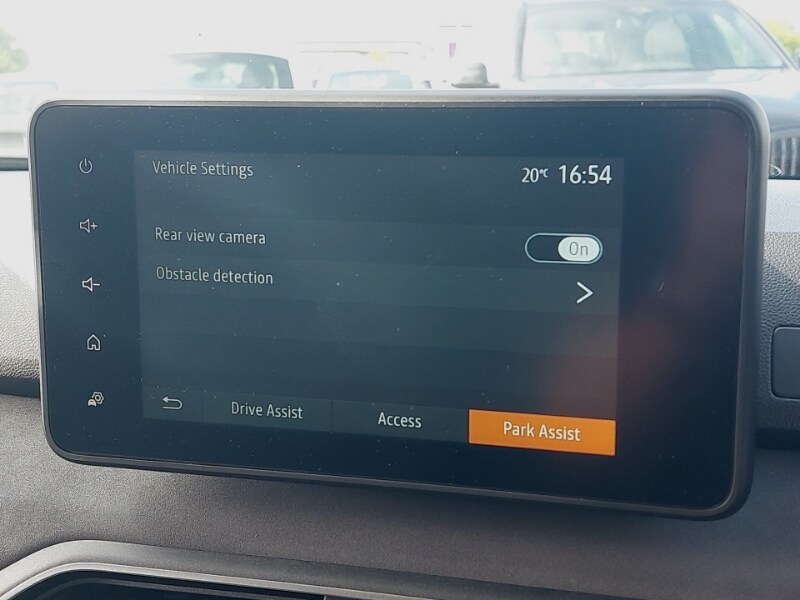 Vehicle Settings
20°C 16:54
Rear view camera
On
Obstacle detection
Drive Assist
Access
Park Assist